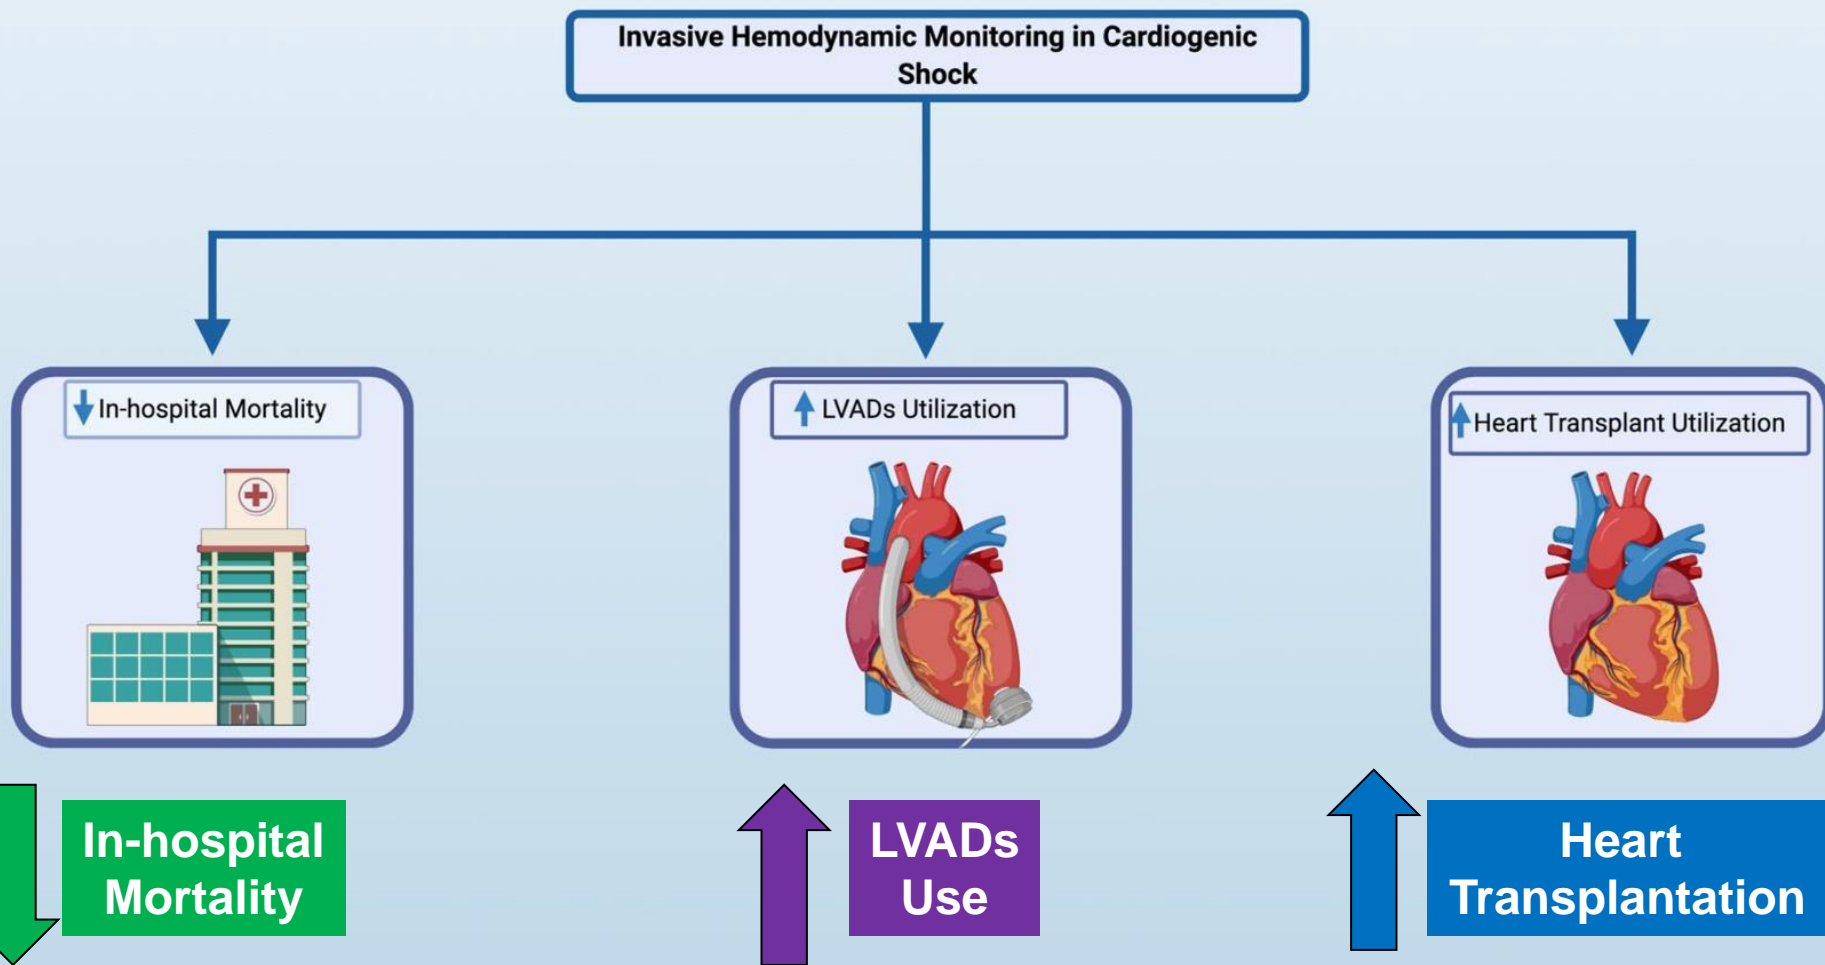 Invasive Hemodynamic Monitoring in Cardiogenic
Shock
In-hospital Mortality
LVADs Utilization
Heart Transplant Utilization
In-hospital
Mortality
LVADs
Use
Heart
Transplantation